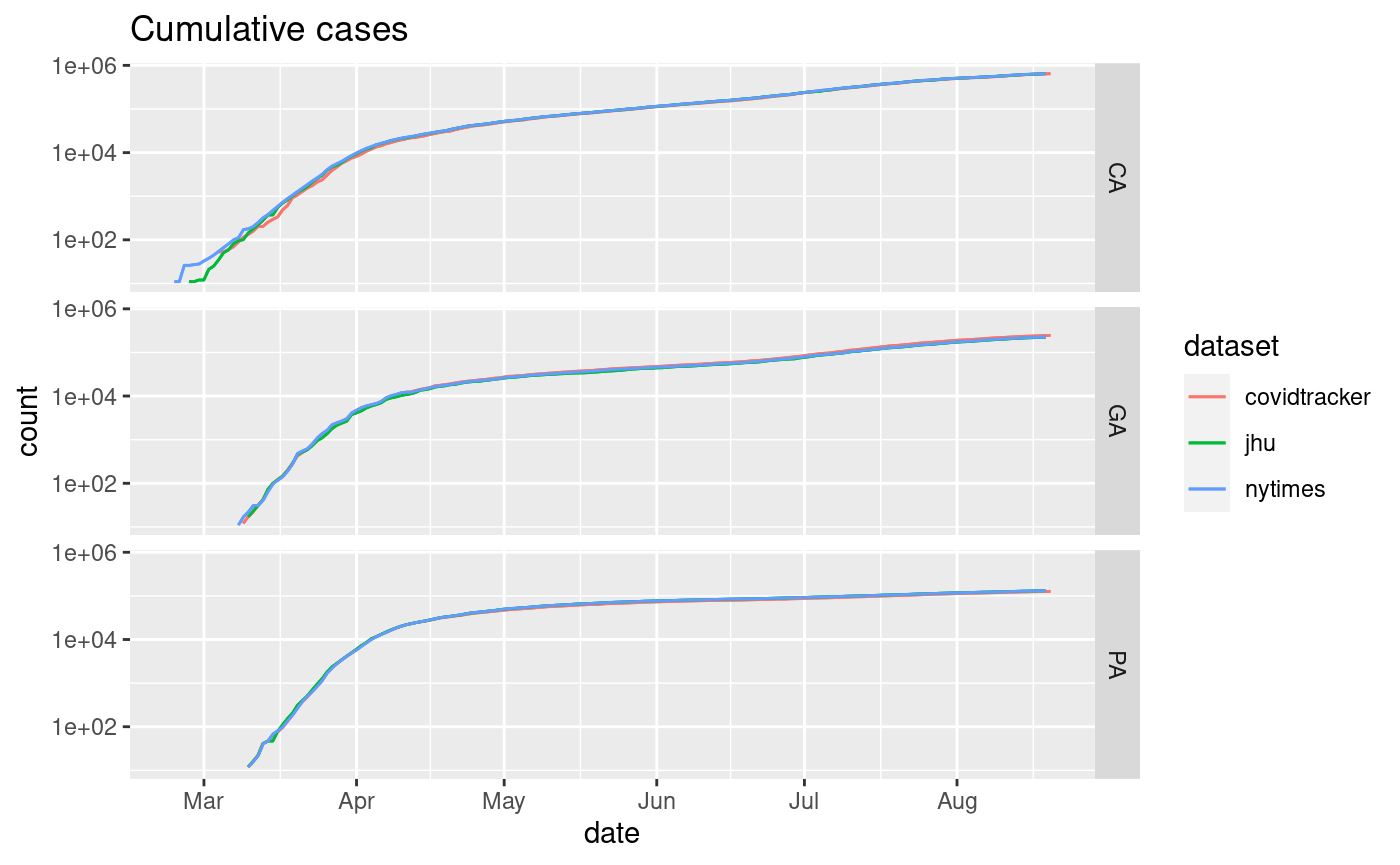 Cumulative cases
1e+06
1e+04
1e+02
CA
1e+06
1e+04
1e+02
GA
1e+06
1e+04
1e+02
PA
Mar Apr May Jun Jul Aug
date
count
dataset
covidtracker
jhu
nytimes